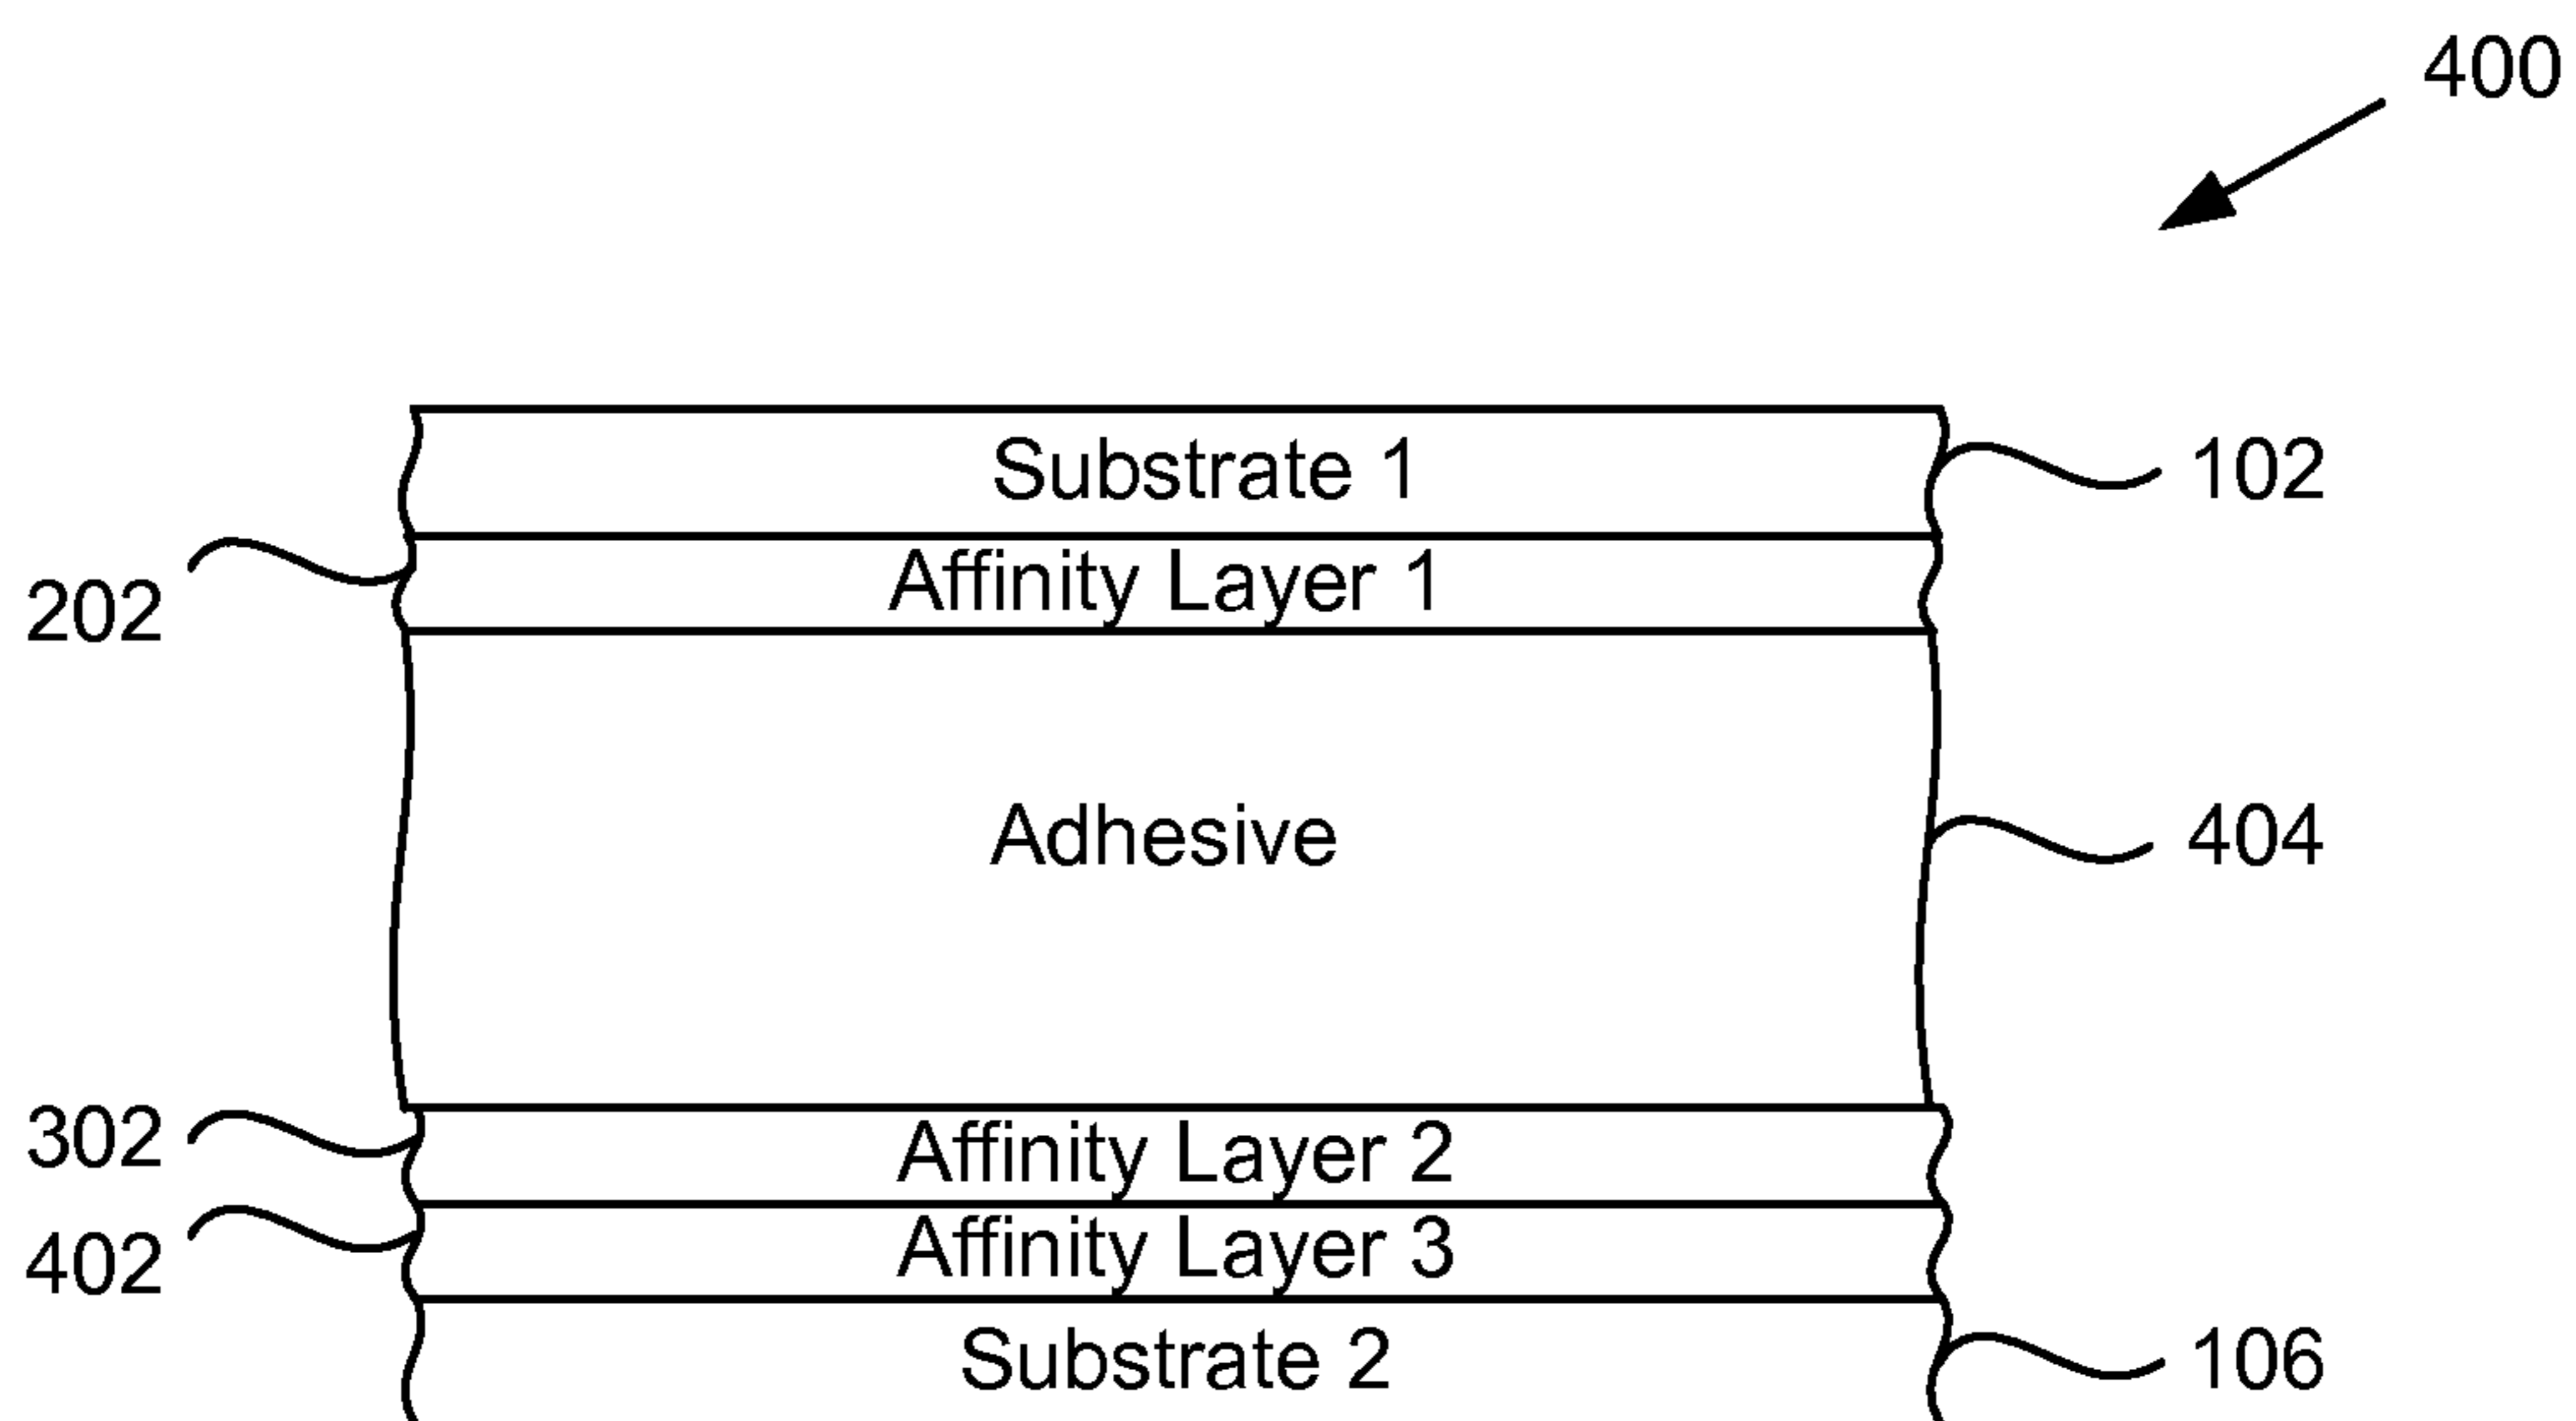 400
Substrate 1
102
Affinity Layer 1
202
Adhesive
404
302
Affinity Layer 2
402
Affinity Layer 3
Substrate 2
106